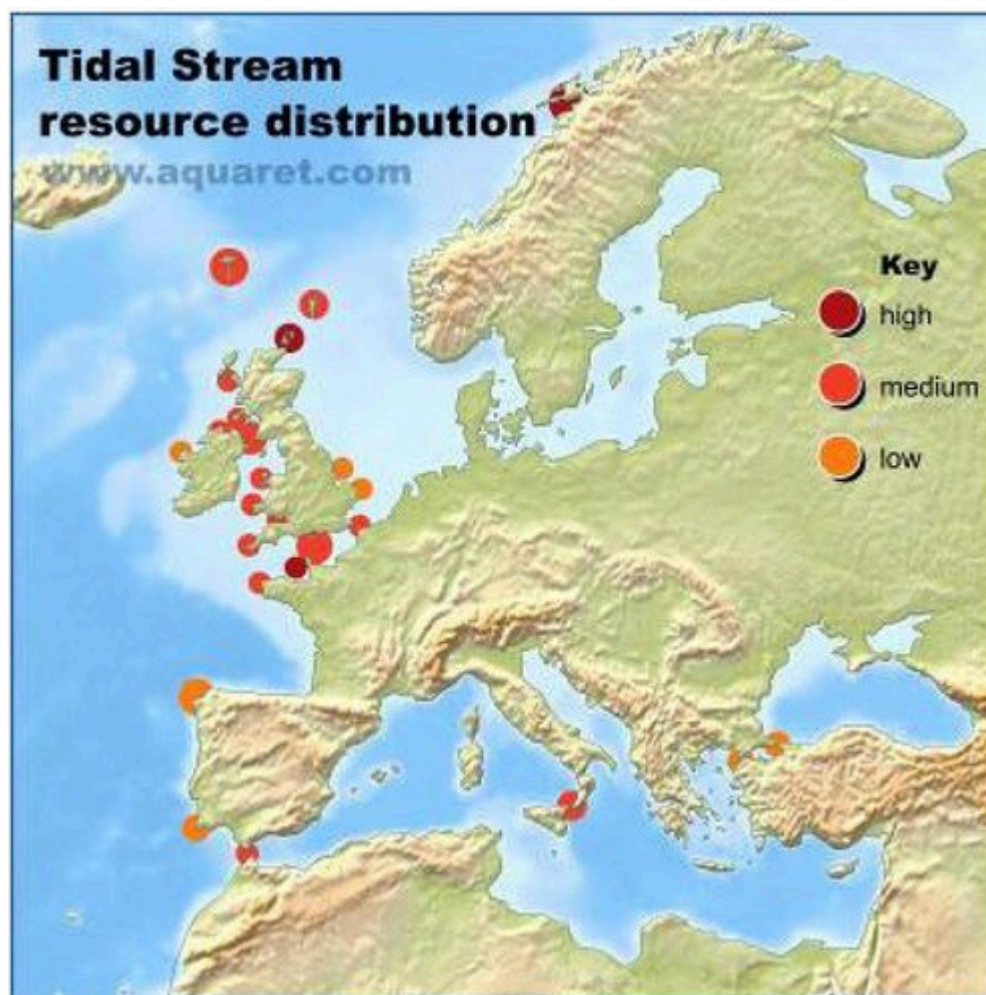 Tidal Stream
resource distribution
www.aquaret.com
Key
high
medium
low